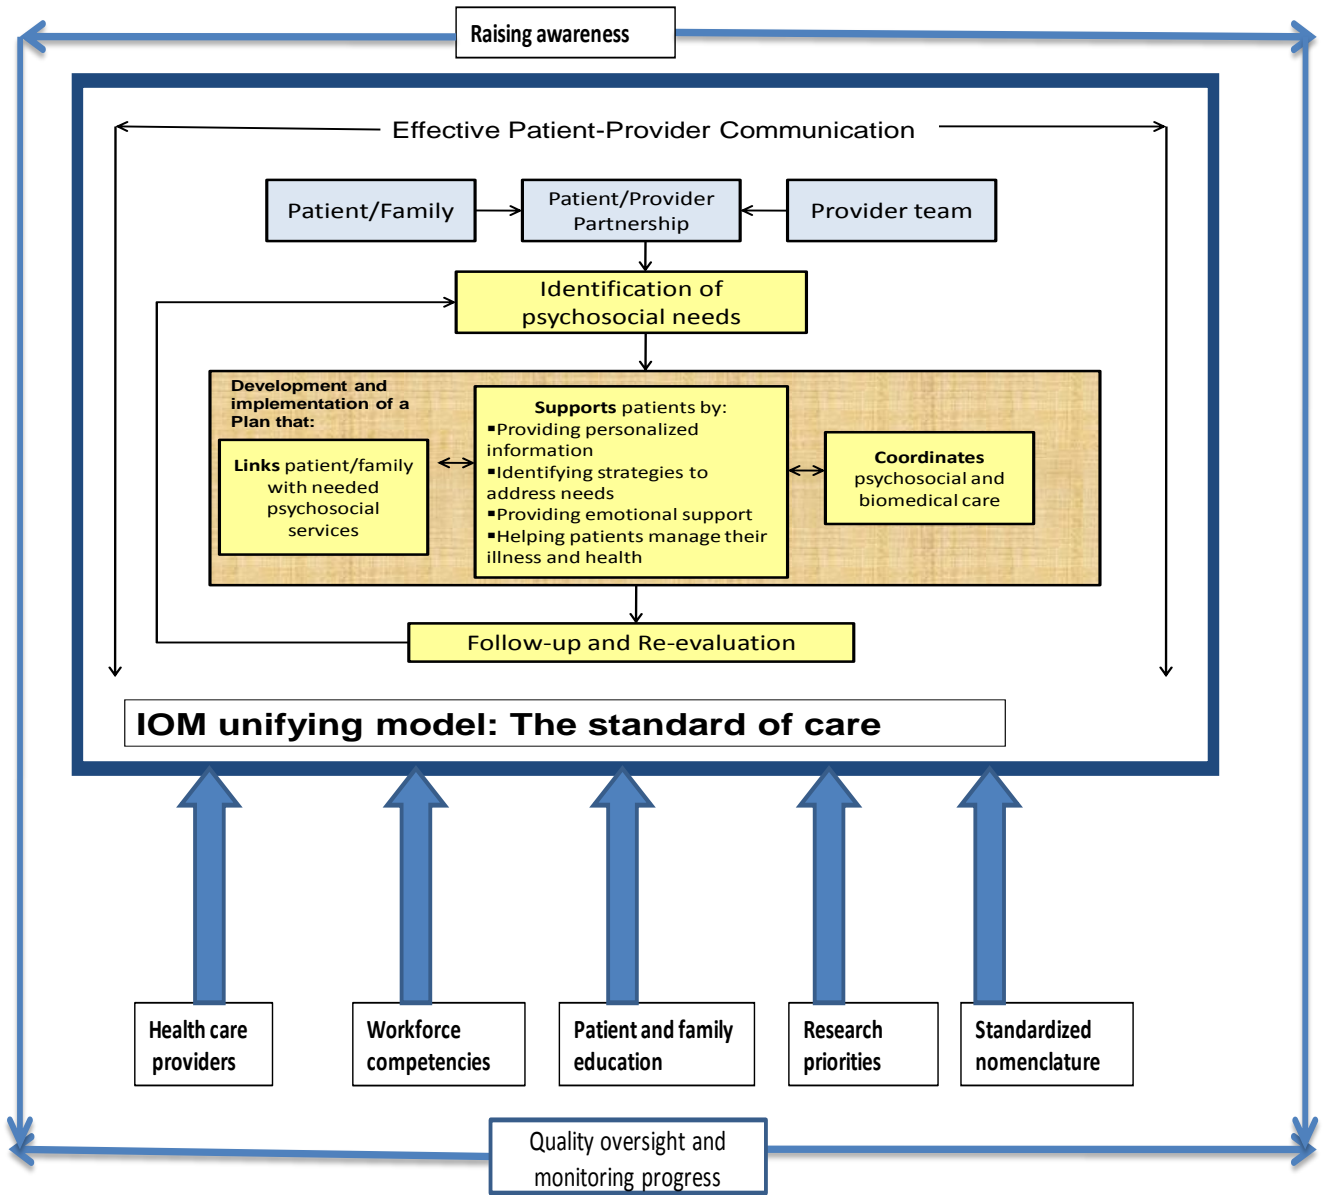 Raising awareness
Effective Patient-Provider Communication
Patient/Family
Patient/Provider
Partnership
Provider team
Identification of
psychosocial needs
Development and
implementation of a
Plan that:
Links patient/family
with needed
psychosocial
services
Supports patients by:
▪Providing personalized
information
▪Identifying strategies to
address needs
▪Providing emotional support
▪Helping patients manage their
illness and health
Coordinates
psychosocial and
biomedical care
Follow-up and Re-evaluation
IOM unifying model: The standard of care
Health care
providers
Workforce
competencies
Patient and family
education
Research
priorities
Standardized
nomenclature
Quality oversight and
monitoring progress